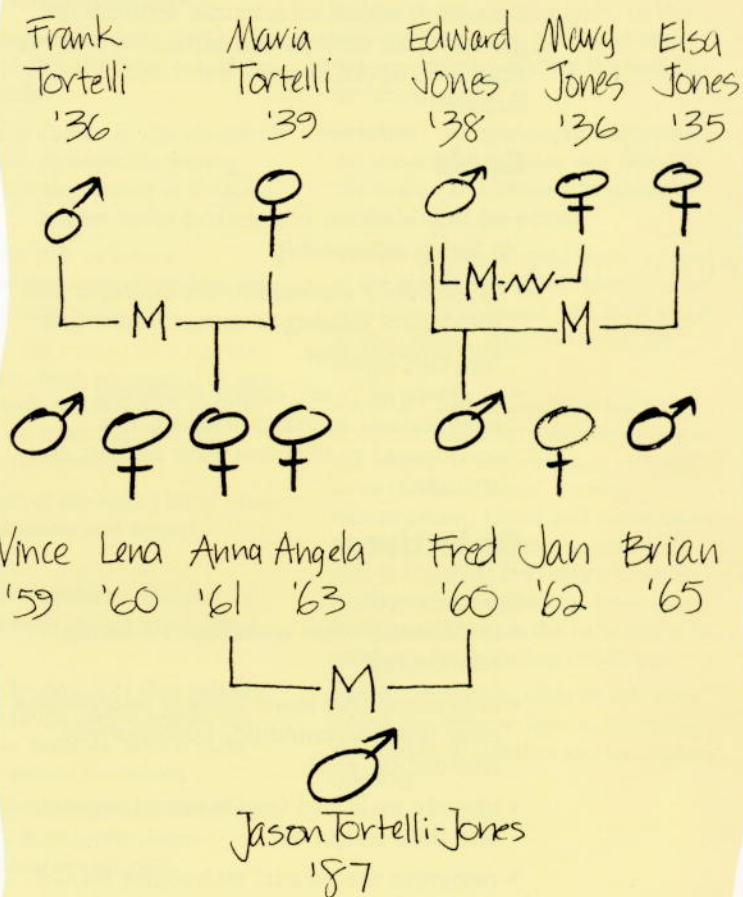 Frank Maria Edward Mary Elsa
Tortelli Tortelli Jones Jones Jones
'36 '39 '38 '36 '35
M
M
M
Vince Lena Anna Angela Fred Jan Brian
'59 '60 '61 '63 '60 '62 '65
M
Jason Tortelli-Jones
'87